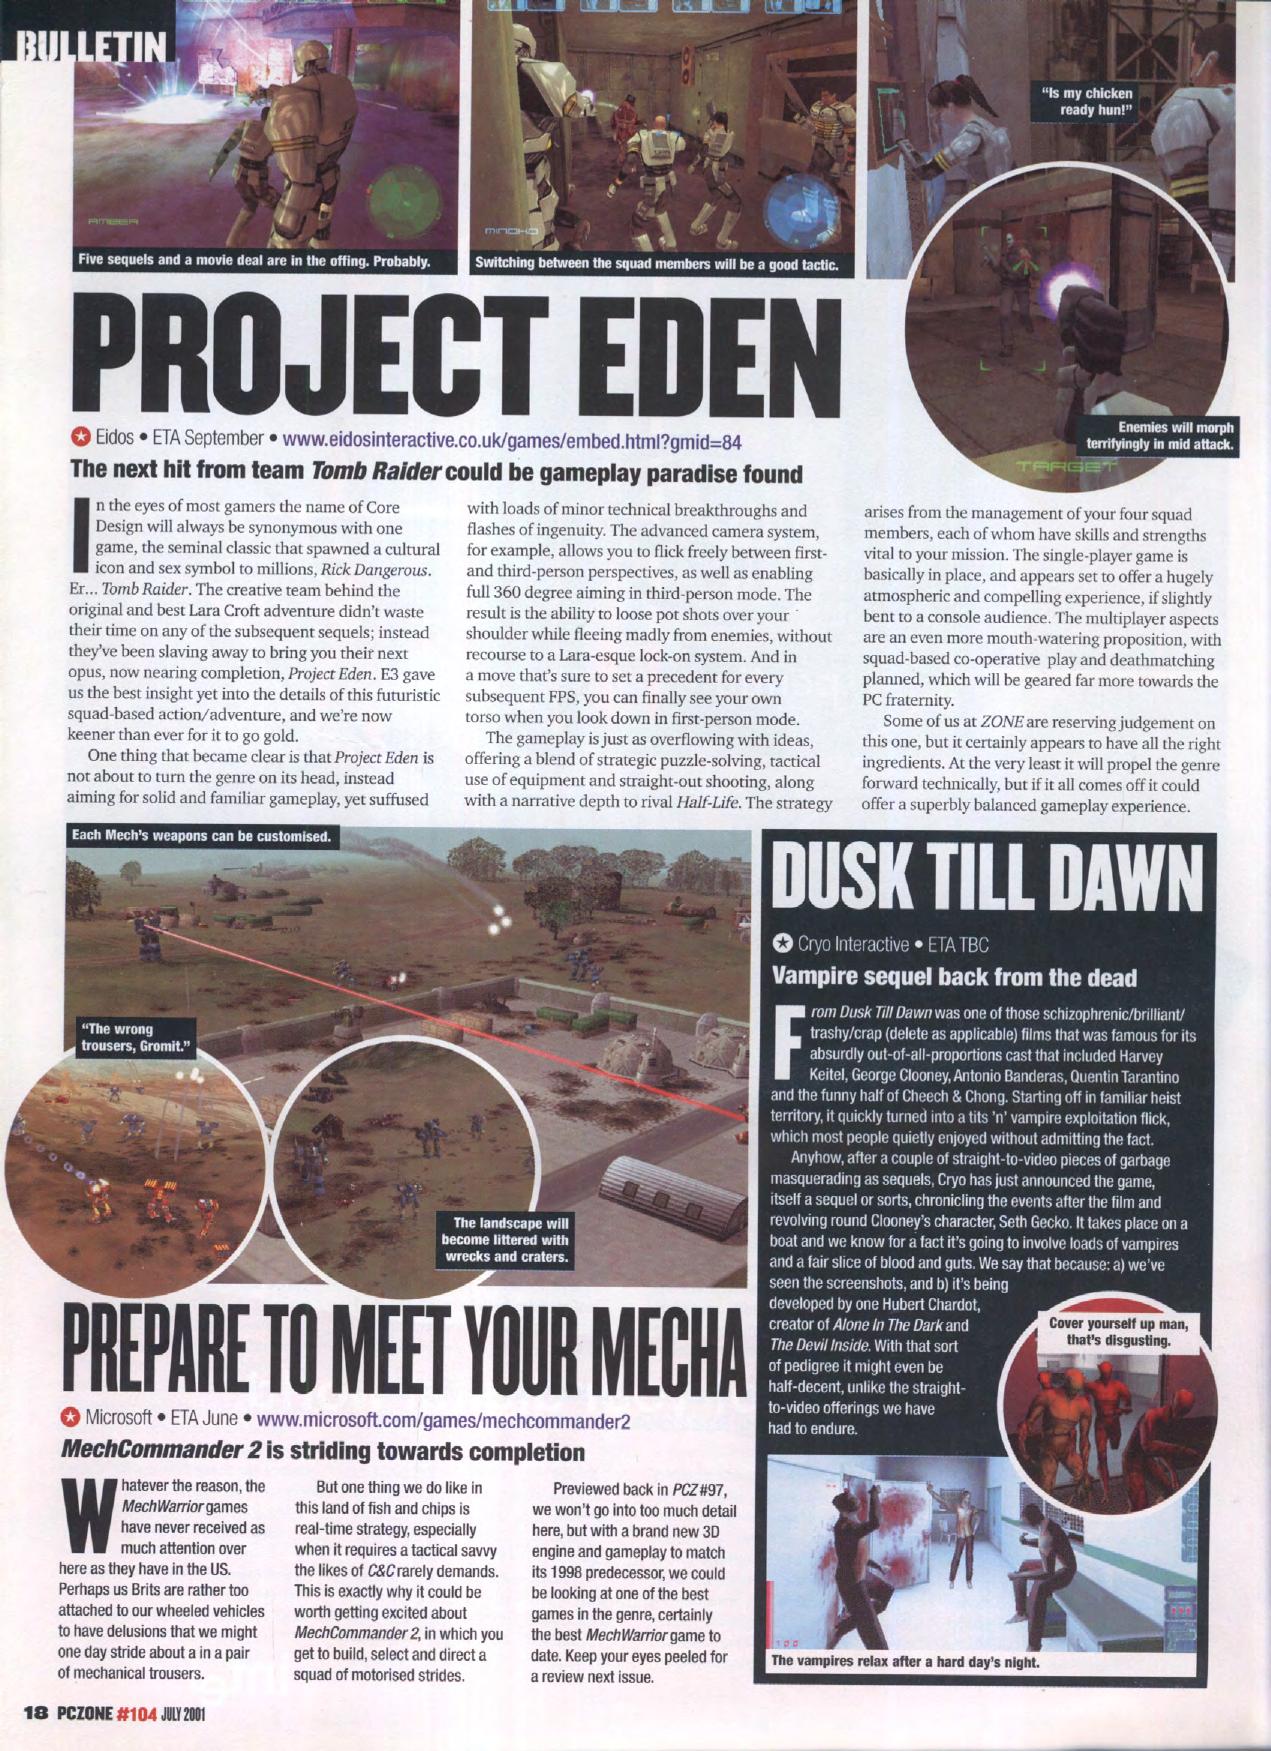 BULLETIN
AMBER
MINOKO
"Is my chicken
ready hun!"
Five sequels and a movie deal are in the offing. Probably.
Switching between the squad members will be a good tactic.
Enemies will morph
terrifyingly in mid attack.
TARGET
PROJECT EDEN
Eidos • ETA September • www.eidosinteractive.co.uk/games/embed.html?gmid=84
The next hit from team Tomb Raider could be gameplay paradise found
In the eyes of most gamers the name of Core
Design will always be synonymous with one
game, the seminal classic that spawned a cultural
icon and sex symbol to millions, Rick Dangerous.
Er... Tomb Raider. The creative team behind the
original and best Lara Croft adventure didn't waste
their time on any of the subsequent sequels; instead
they've been slaving away to bring you their next
opus, now nearing completion, Project Eden. E3 gave
us the best insight yet into the details of this futuristic
squad-based action/adventure, and we're now
keener than ever for it to go gold.
One thing that became clear is that Project Eden is
not about to turn the genre on its head, instead
aiming for solid and familiar gameplay, yet suffused
with loads of minor technical breakthroughs and
flashes of ingenuity. The advanced camera system,
for example, allows you to flick freely between first-
and third-person perspectives, as well as enabling
full 360 degree aiming in third-person mode. The
result is the ability to loose pot shots over your
shoulder while fleeing madly from enemies, without
recourse to a Lara-esque lock-on system. And in
a move that's sure to set a precedent for every
subsequent FPS, you can finally see your own
torso when you look down in first-person mode.
The gameplay is just as overflowing with ideas,
offering a blend of strategic puzzle-solving, tactical
use of equipment and straight-out shooting, along
with a narrative depth to rival Half-Life. The strategy
arises from the management of your four squad
members, each of whom have skills and strengths
vital to your mission. The single-player game is
basically in place, and appears set to offer a hugely
atmospheric and compelling experience, if slightly
bent to a console audience. The multiplayer aspects
are an even more mouth-watering proposition, with
squad-based co-operative play and deathmatching
planned, which will be geared far more towards the
PC fraternity.
Some of us at ZONE are reserving judgement on
this one, but it certainly appears to have all the right
ingredients. At the very least it will propel the genre
forward technically, but if it all comes off it could
offer a superbly balanced gameplay experience.
Each Mech's weapons can be customised.
"The wrong
trousers, Gromit."
The landscape will
become littered with
wrecks and craters.
PREPARE TO MEET YOUR MECHA
Microsoft • ETA June • www.microsoft.com/games/mechcommander2
MechCommander 2 is striding towards completion
Whatever the reason, the
MechWarrior games
have never received as
much attention over
here as they have in the US.
Perhaps us Brits are rather too
attached to our wheeled vehicles
to have delusions that we might
one day stride about a in a pair
of mechanical trousers.
But one thing we do like in
this land of fish and chips is
real-time strategy, especially
when it requires a tactical savvy
the likes of C&C rarely demands.
This is exactly why it could be
worth getting excited about
MechCommander 2, in which you
get to build, select and direct a
squad of motorised strides.
Previewed back in PCZ #97,
we won't go into too much detail
here, but with a brand new 3D
engine and gameplay to match
its 1998 predecessor, we could
be looking at one of the best
games in the genre, certainly
the best MechWarrior game to
date. Keep your eyes peeled for
a review next issue.
DUSK TILL DAWN
Cryo Interactive • ETA TBC
Vampire sequel back from the dead
From Dusk Till Dawn was one of those schizophrenic/brilliant/
trashy/crap (delete as applicable) films that was famous for its
absurdly out-of-all-proportions cast that included Harvey
Keitel, George Clooney, Antonio Banderas, Quentin Tarantino
and the funny half of Cheech & Chong. Starting off in familiar heist
territory, it quickly turned into a tits 'n' vampire exploitation flick,
which most people quietly enjoyed without admitting the fact.
Anyhow, after a couple of straight-to-video pieces of garbage
masquerading as sequels, Cryo has just announced the game,
itself a sequel or sorts, chronicling the events after the film and
revolving round Clooney's character, Seth Gecko. It takes place on a
boat and we know for a fact it's going to involve loads of vampires
and a fair slice of blood and guts. We say that because: a) we've
seen the screenshots, and b) it's being
developed by one Hubert Chardot,
creator of Alone In The Dark and
The Devil Inside. With that sort
of pedigree it might even be
half-decent, unlike the straight-
to-video offerings we have
had to endure.
Cover yourself up man,
that's disgusting.
100
The vampires relax after a hard day's night.
18 PCZONE #104 JULY 2001